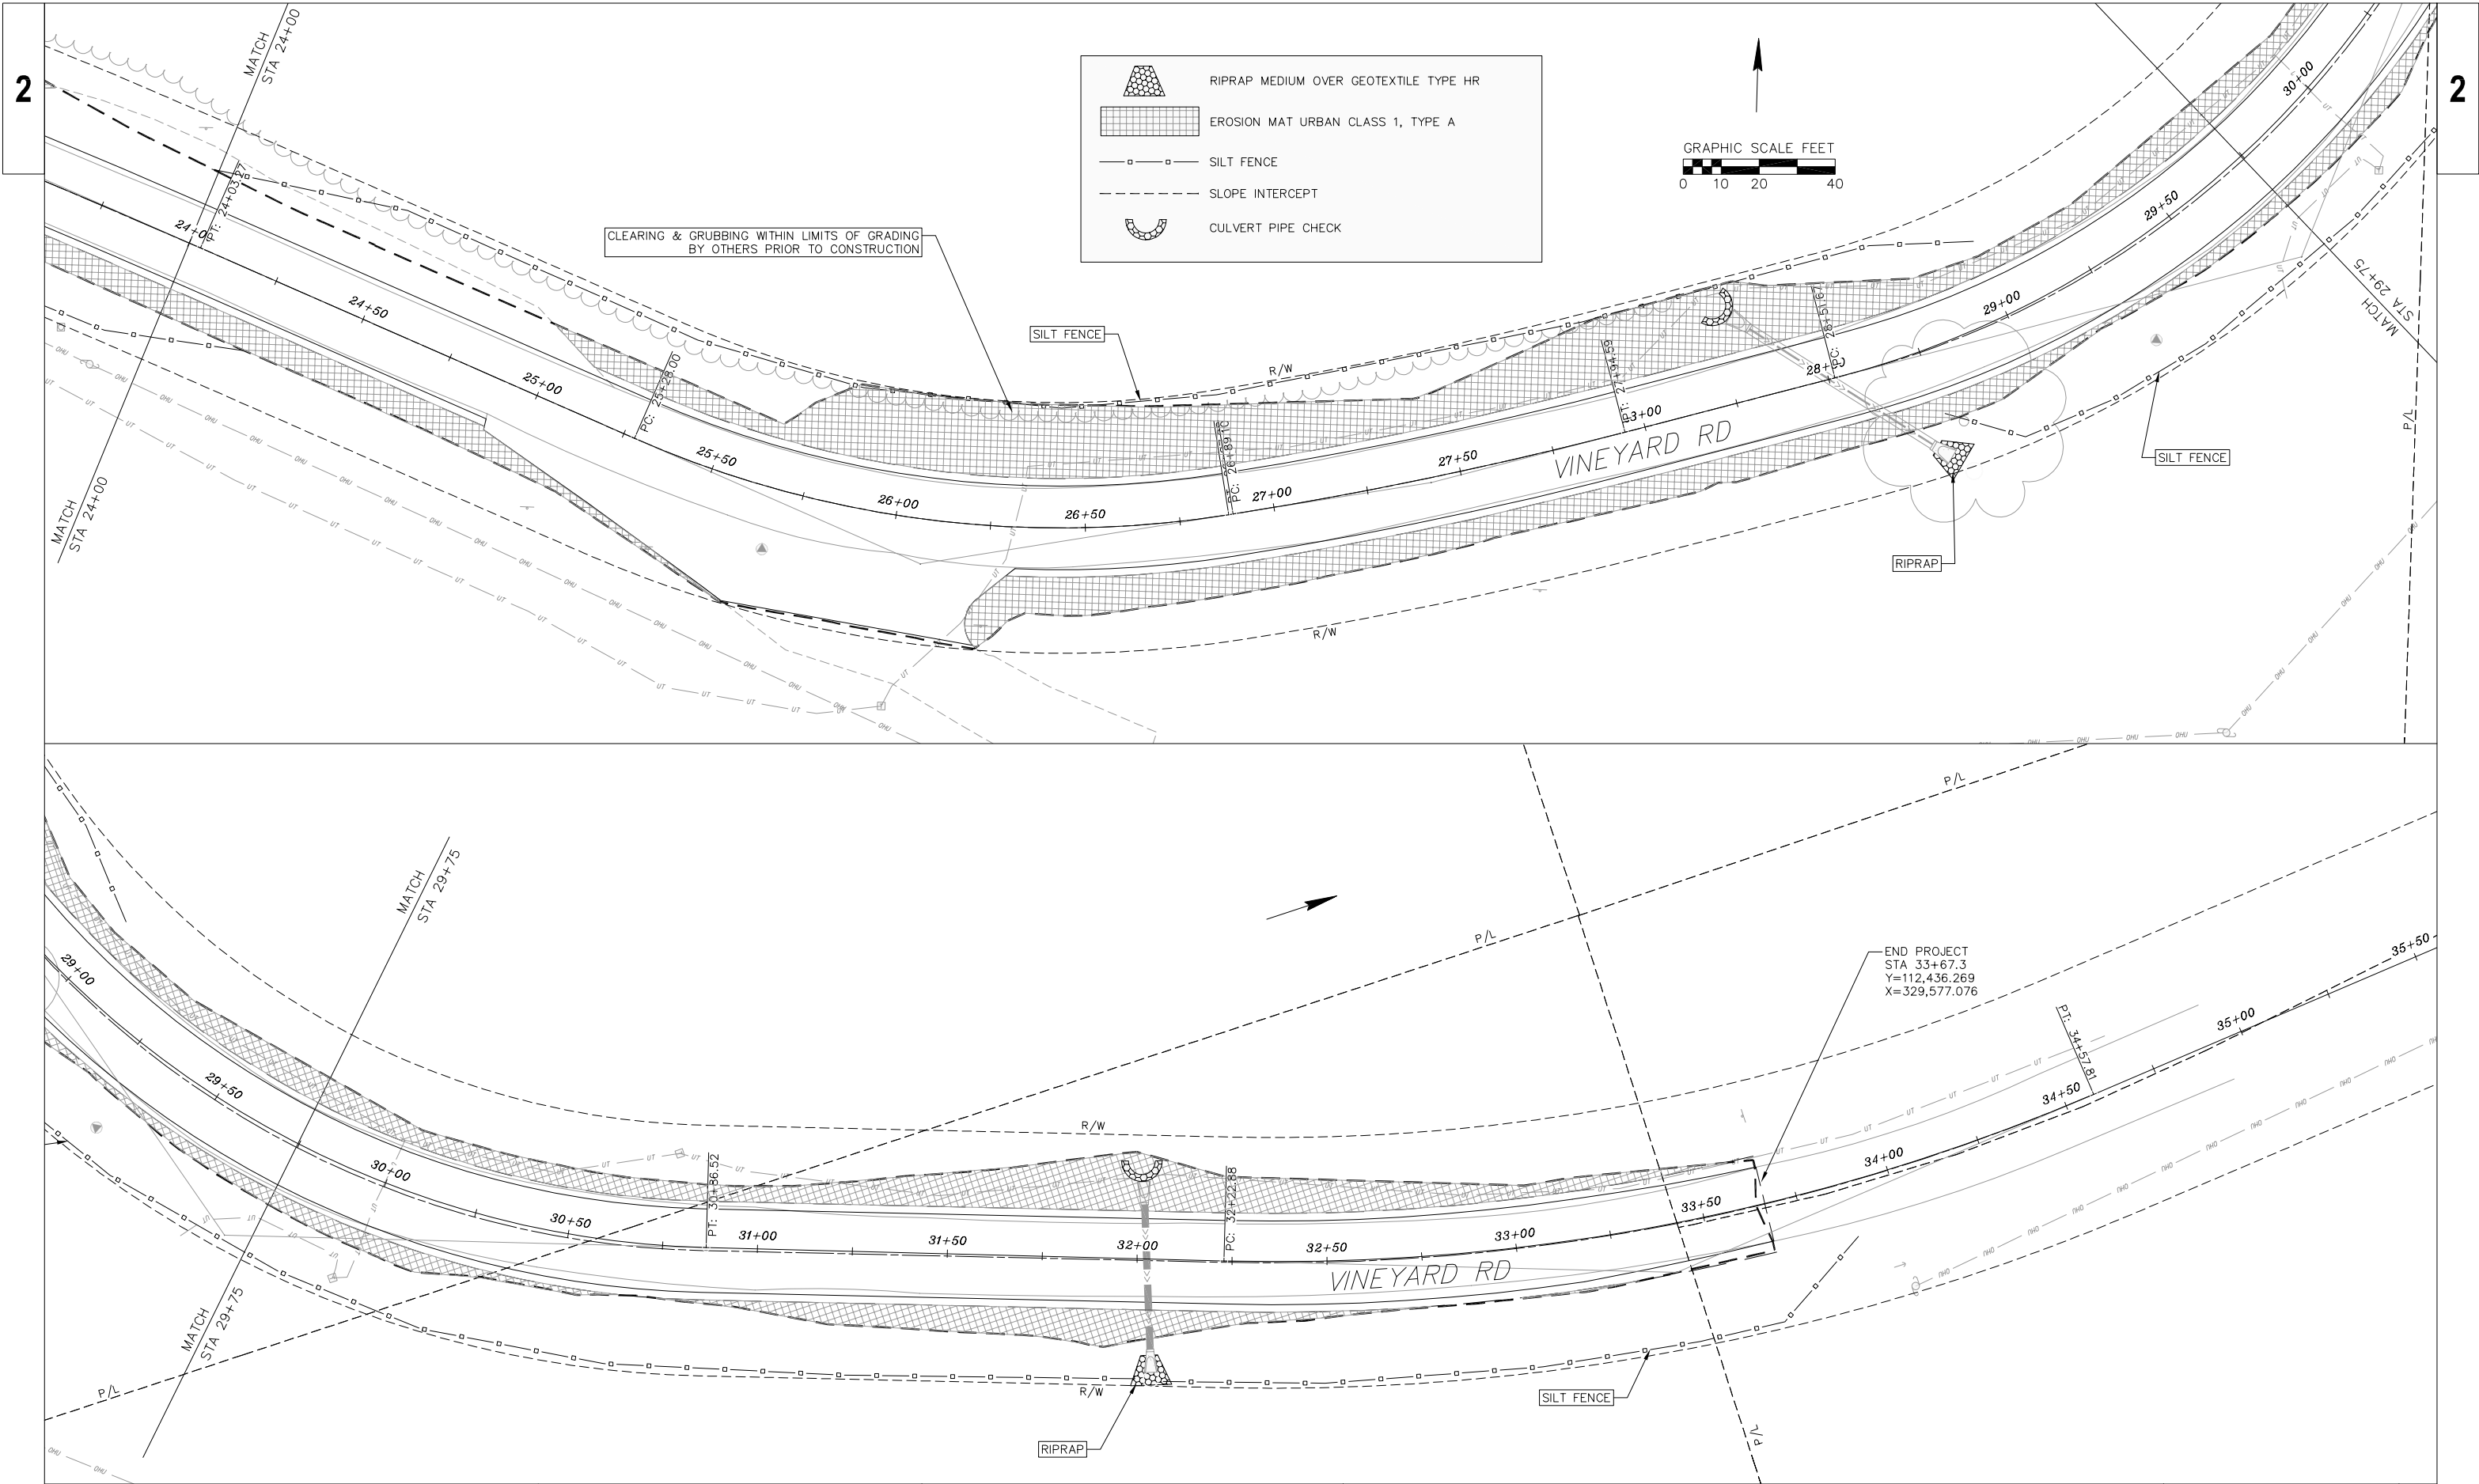 2
2
MATCH
STA 24+00
RIPRAP MEDIUM OVER GEOTEXTILE TYPE HR
EROSION MAT URBAN CLASS 1, TYPE A
SILT FENCE
SLOPE INTERCEPT
CULVERT PIPE CHECK
GRAPHIC SCALE FEET
0 10 20 40
PT: 24+03.27
24+50
25+00
PC: 25+28.00
25+50
26+00
26+50
27+00
27+50
CLEARING & GRUBBING WITHIN LIMITS OF GRADING
BY OTHERS PRIOR TO CONSTRUCTION
SILT FENCE
R/W
PC: 26+89.10
VINEYARD RD
29+00
29+50
30+00
MATCH
STA 29+75
P/L
SILT FENCE
RIPRAP
R/W
MATCH
STA 24+00
UT
OHU
MATCH
STA 29+75
29+00
29+50
30+00
30+50
PT: 30+86.52
31+00
31+50
32+00
PC: 32+22.88
32+50
33+00
33+50
34+00
34+50
PT: 34+57.81
35+00
35+50
P/L
P/L
R/W
END PROJECT
STA 33+67.3
Y=112,436.269
X=329,577.076
VINEYARD RD
MATCH
STA 29+75
P/L
R/W
SILT FENCE
RIPRAP
P/L
UT
OHU